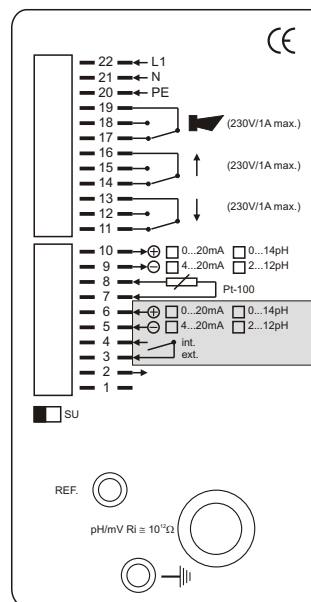 CE
22 L1
21 N
20 PE
19
18 (230V/1A max.)
17
16
15 (230V/1A max.)
14
13
12 (230V/1A max.)
11
10 + 0...20mA 0...14pH
9 − 4...20mA 2...12pH
8
7 Pt-100
6 + 0...20mA 0...14pH
5 − 4...20mA 2...12pH
4 int.
3 ext.
2
1
SU
REF.
pH/mV Ri ≅ 10¹²Ω